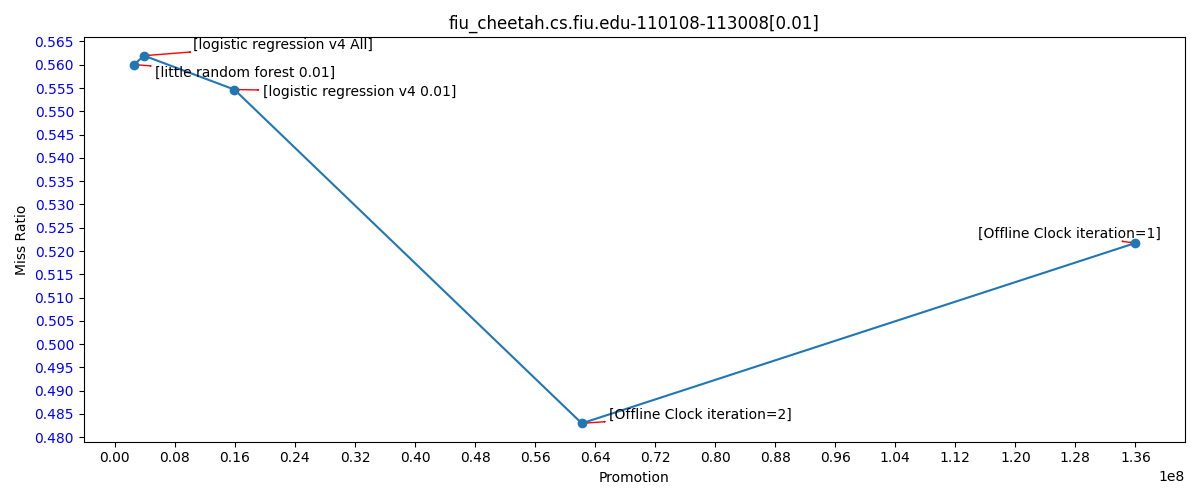 fiu_cheetah.cs.fiu.edu-110108-113008[0.01]
0.565
0.560
0.555
0.550
0.545
0.540
0.535
0.530
0.525
0.520
0.515
0.510
0.505
0.500
0.495
0.490
0.485
0.480
Miss Ratio
[logistic regression v4 All]
[little random forest 0.01]
[logistic regression v4 0.01]
[Offline Clock iteration=1]
[Offline Clock iteration=2]
0.00 0.08 0.16 0.24 0.32 0.40 0.48 0.56 0.64 0.72 0.80 0.88 0.96 1.04 1.12 1.20 1.28 1.36
Promotion
1e8